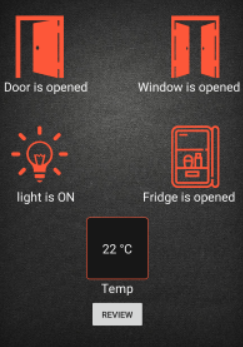 Door is opened
Window is opened
light is ON
Fridge is opened
22 °C
Temp
REVIEW